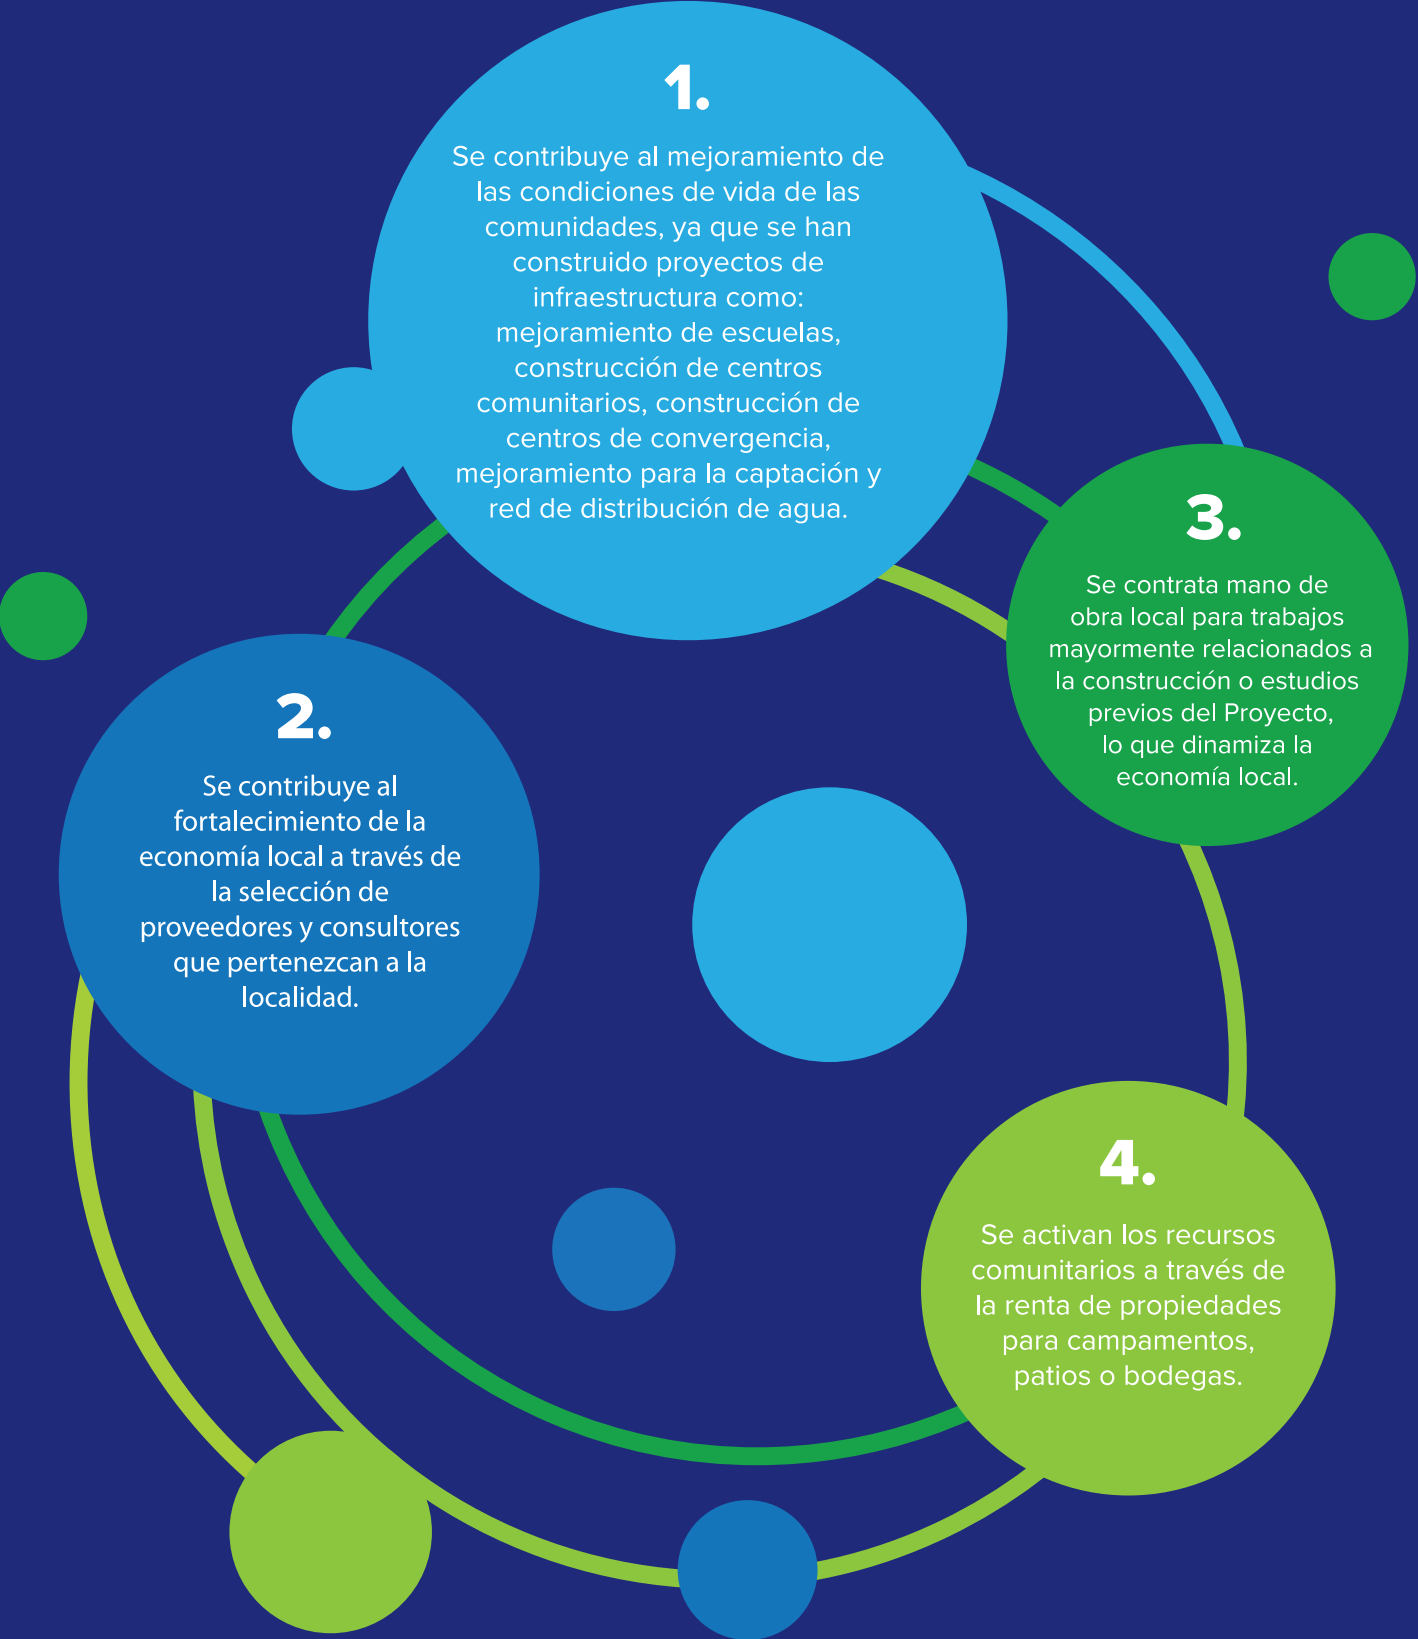 1.
Se contribuye al mejoramiento de
las condiciones de vida de las
comunidades, ya que se han
construido proyectos de
infraestructura como:
mejoramiento de escuelas,
construcción de centros
comunitarios, construcción de
centros de convergencia,
mejoramiento para la captación y
red de distribución de agua.
2.
Se contribuye al
fortalecimiento de la
economía local a través de
la selección de
proveedores y consultores
que pertenezcan a la
localidad.
3.
Se contrata mano de
obra local para trabajos
mayormente relacionados a
la construcción o estudios
previos del Proyecto,
lo que dinamiza la
economía local.
4.
Se activan los recursos
comunitarios a través de
la renta de propiedades
para campamentos,
patios o bodegas.